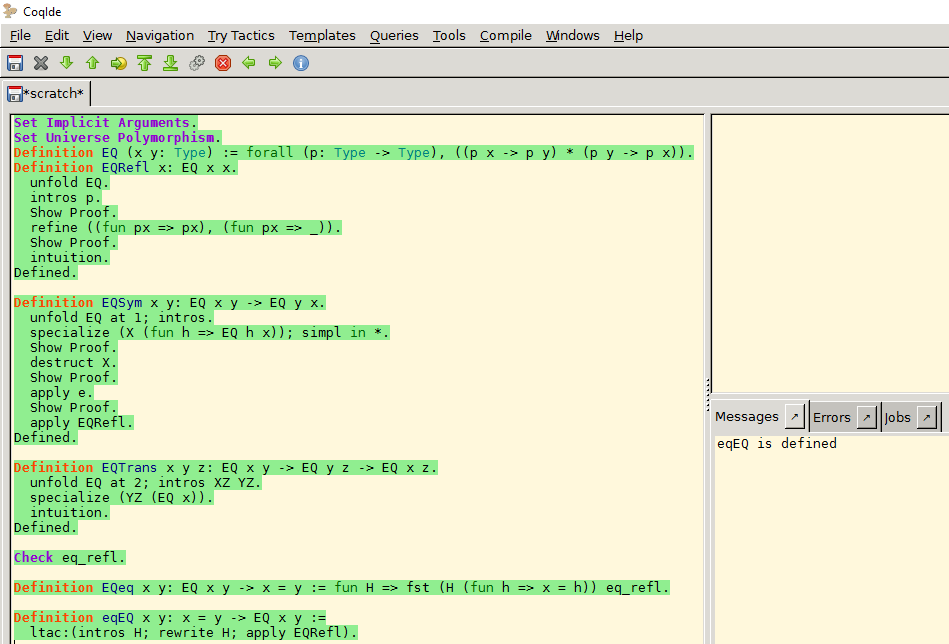 CoqIde
File Edit View Navigation Try Tactics Templates Queries Tools Compile Windows Help
*scratch*
Set Implicit Arguments.
Set Universe Polymorphism.
Definition EQ (x y: Type) := forall (p: Type -> Type), ((p x -> p y) * (p y -> p x)).
Definition EQRefl x: EQ x x.
  unfold EQ.
  intros p.
  Show Proof.
  refine ((fun px => px), (fun px => _)).
  Show Proof.
  intuition.
Defined.
Definition EQSym x y: EQ x y -> EQ y x.
  unfold EQ at 1; intros.
  specialize (X (fun h => EQ h x)); simpl in *.
  Show Proof.
  destruct X.
  Show Proof.
  apply e.
  Show Proof.
  apply EQRefl.
Defined.
Definition EQTrans x y z: EQ x y -> EQ y z -> EQ x z.
  unfold EQ at 2; intros XZ YZ.
  specialize (YZ (EQ x)).
  intuition.
Defined.
Check eq_refl.
Definition EQeq x y: EQ x y -> x = y := fun H => fst (H (fun h => x = h)) eq_refl.
Definition eqEQ x y: x = y -> EQ x y :=
  ltac:(intros H; rewrite H; apply EQRefl).
Messages Errors Jobs
eqEQ is defined